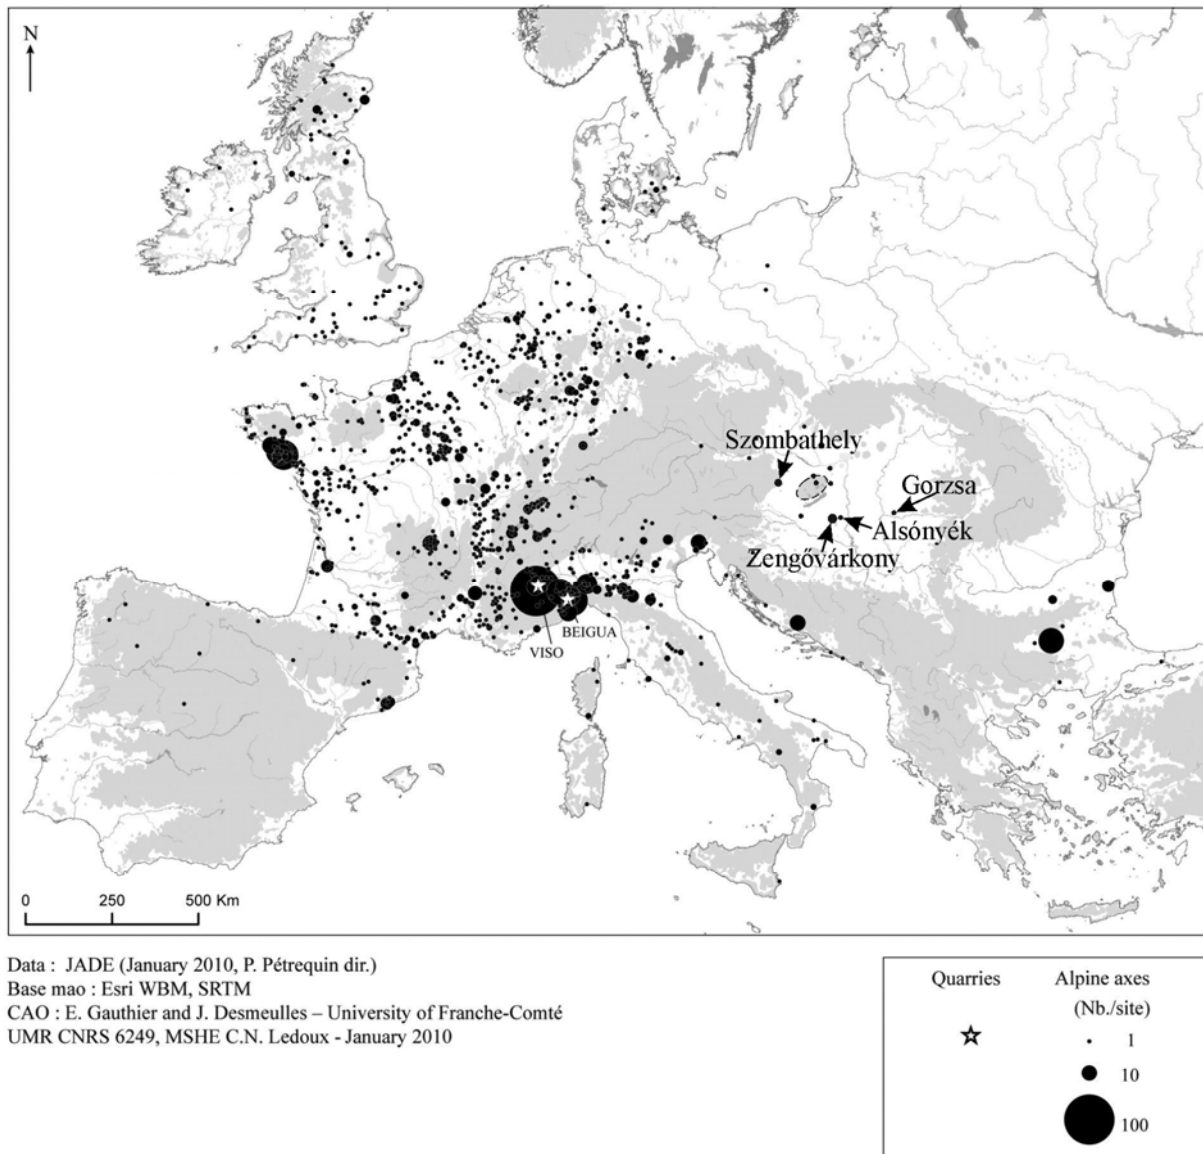 N
Szombathely
Gorzsa
Alsónyék
Zengővárkony
BEIGUA
VISO
0 250 500 Km
Data : JADE (January 2010, P. Pétrequin dir.)
Base mao : Esri WBM, SRTM
CAO : E. Gauthier and J. Desmeulles – University of Franche-Comté
UMR CNRS 6249, MSHE C.N. Ledoux - January 2010
Quarries Alpine axes
(Nb./site)
1
10
100